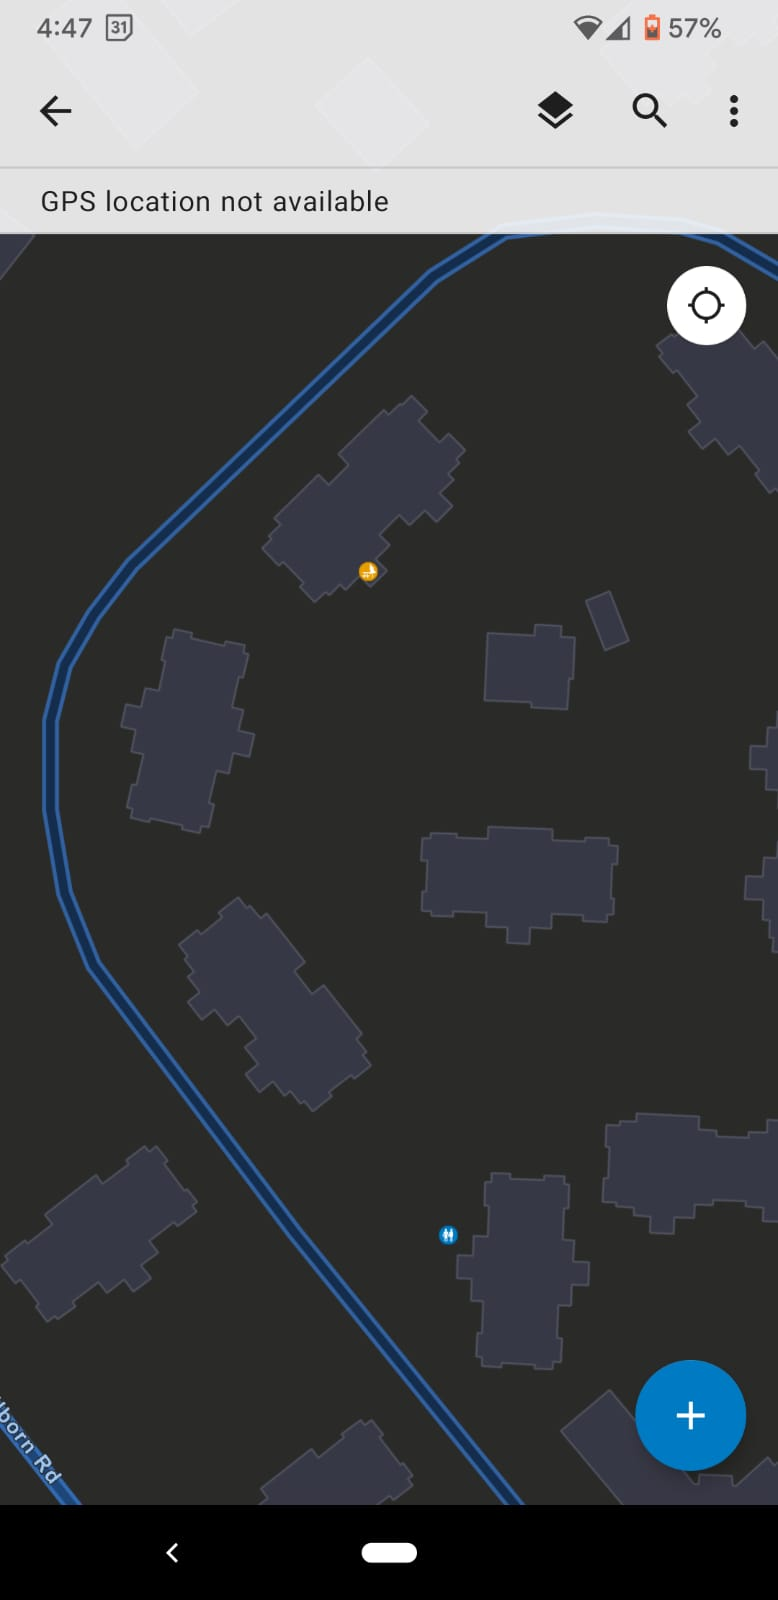 4:47 31 57%
GPS location not available
Rd